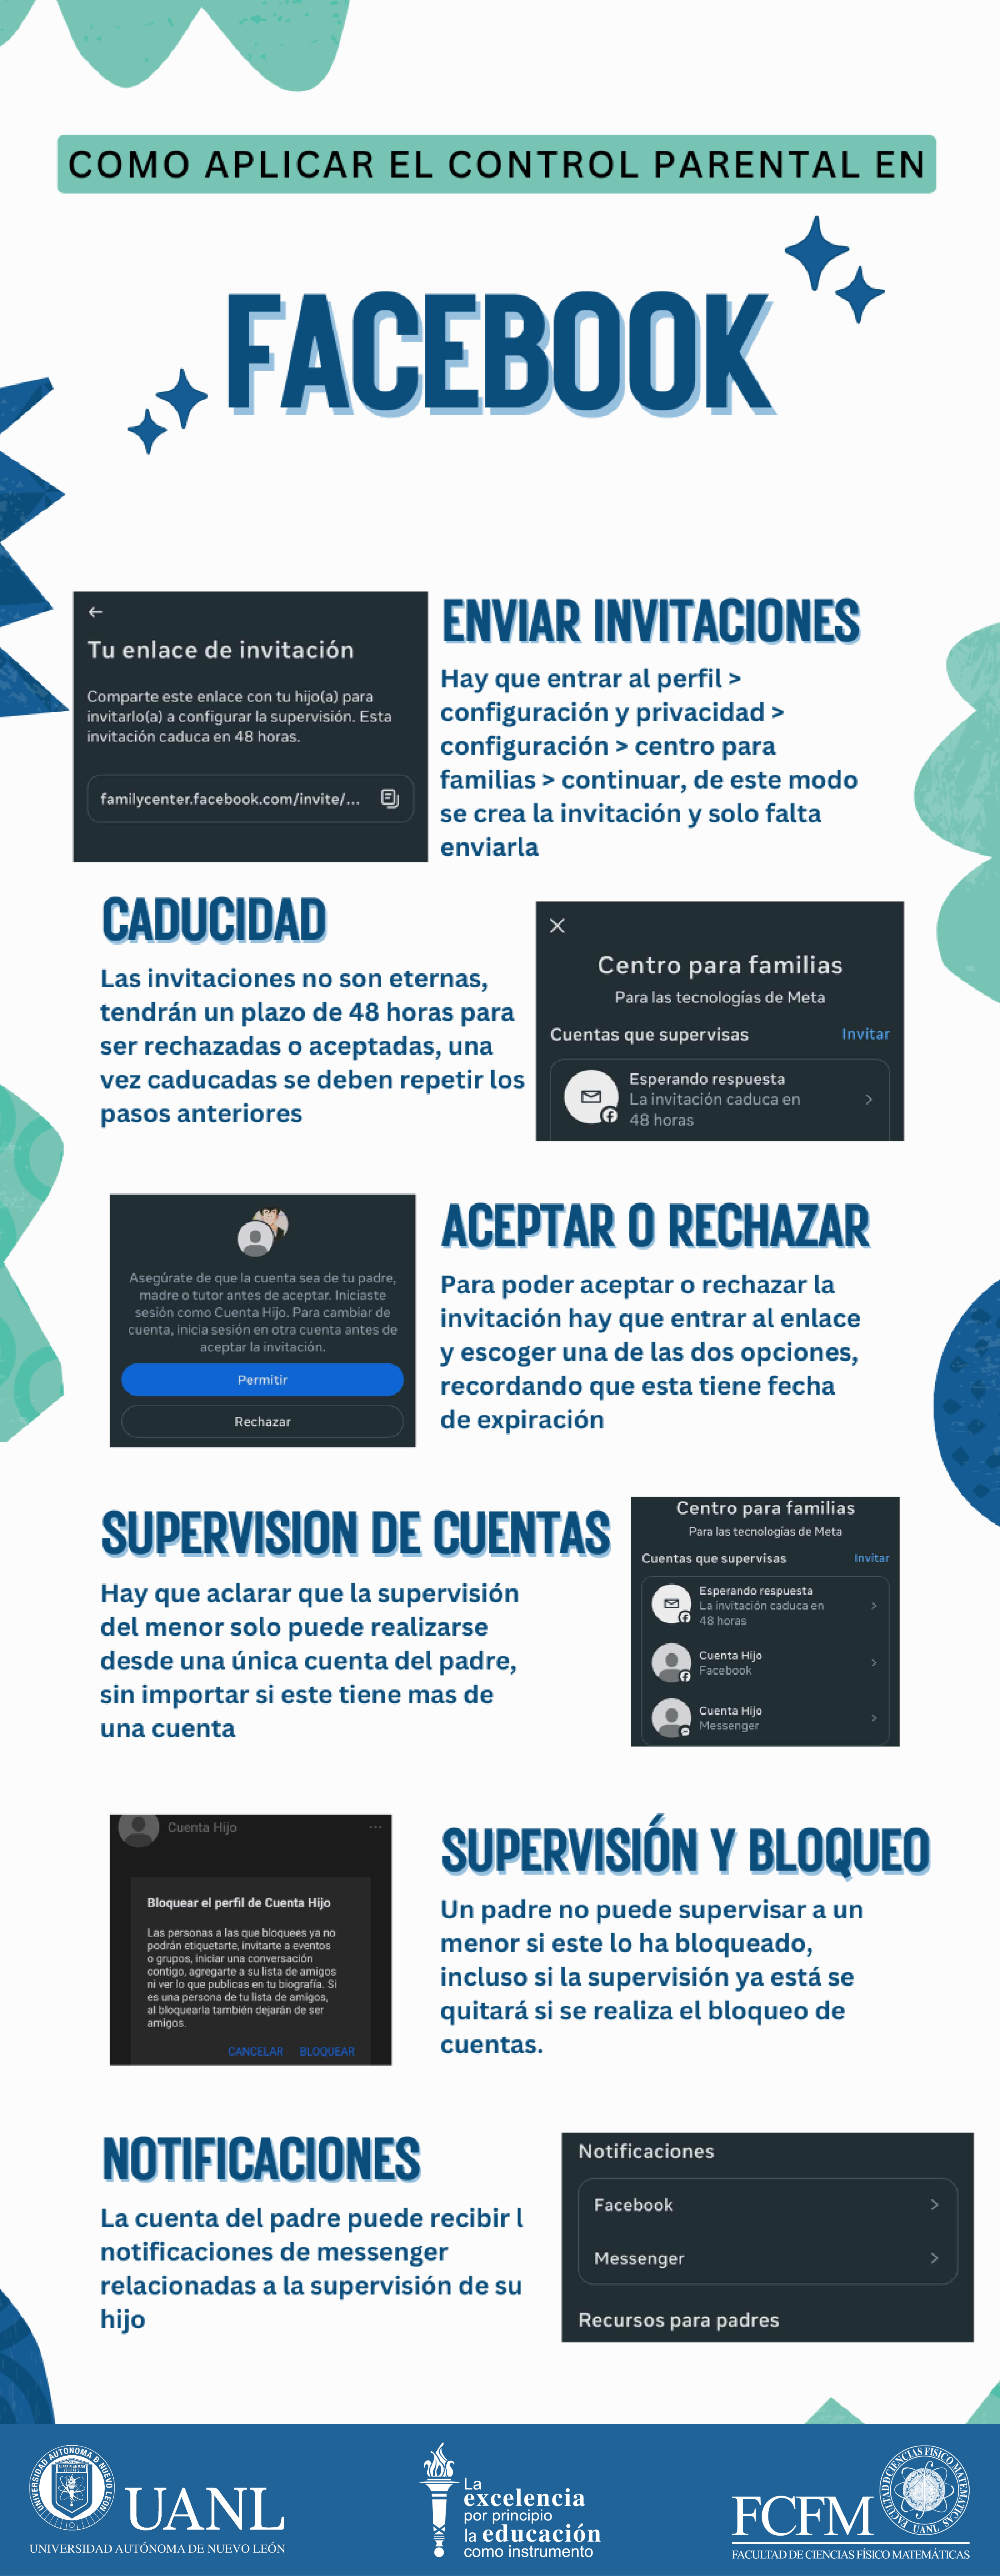 COMO APLICAR EL CONTROL PARENTAL EN
FACEBOOK
Tu enlace de invitación
Comparte este enlace con tu hijo(a) para
invitarlo(a) a configurar la supervisión. Esta
invitación caduca en 48 horas.
familycenter.facebook.com/invite/...
ENVIAR INVITACIONES
Hay que entrar al perfil >
configuración y privacidad >
configuración > centro para
familias > continuar, de este modo
se crea la invitación y solo falta
enviarla
CADUCIDAD
Las invitaciones no son eternas,
tendrán un plazo de 48 horas para
ser rechazadas o aceptadas, una
vez caducadas se deben repetir los
pasos anteriores
Centro para familias
Para las tecnologías de Meta
Cuentas que supervisas Invitar
Esperando respuesta
La invitación caduca en
48 horas
Asegúrate de que la cuenta sea de tu padre,
madre o tutor antes de aceptar. Iniciaste
sesión como Cuenta Hijo. Para cambiar de
cuenta, inicia sesión en otra cuenta antes de
aceptar la invitación.
Permitir
Rechazar
ACEPTAR O RECHAZAR
Para poder aceptar o rechazar la
invitación hay que entrar al enlace
y escoger una de las dos opciones,
recordando que esta tiene fecha
de expiración
SUPERVISION DE CUENTAS
Hay que aclarar que la supervisión
del menor solo puede realizarse
desde una única cuenta del padre,
sin importar si este tiene mas de
una cuenta
Centro para familias
Para las tecnologías de Meta
Cuentas que supervisas Invitar
Esperando respuesta
La invitación caduca en
48 horas
Cuenta Hijo
Facebook
Cuenta Hijo
Messenger
Cuenta Hijo
Bloquear el perfil de Cuenta Hijo
Las personas a las que bloquees ya no
podrán etiquetarte, invitarte a eventos
o grupos, iniciar una conversación
contigo, agregarte a su lista de amigos
ni ver lo que publicas en tu biografía. Si
es una persona de tu lista de amigos,
al bloquearla también dejarán de ser
amigos.
CANCELAR BLOQUEAR
SUPERVISIÓN Y BLOQUEO
Un padre no puede supervisar a un
menor si este lo ha bloqueado,
incluso si la supervisión ya está se
quitará si se realiza el bloqueo de
cuentas.
NOTIFICACIONES
La cuenta del padre puede recibir l
notificaciones de messenger
relacionadas a la supervisión de su
hijo
Notificaciones
Facebook
Messenger
Recursos para padres
UANL
UNIVERSIDAD AUTÓNOMA DE NUEVO LEÓN
La
excelencia
por principio
la educación
como instrumento
FCFM
FACULTAD DE CIENCIAS FÍSICO MATEMÁTICAS